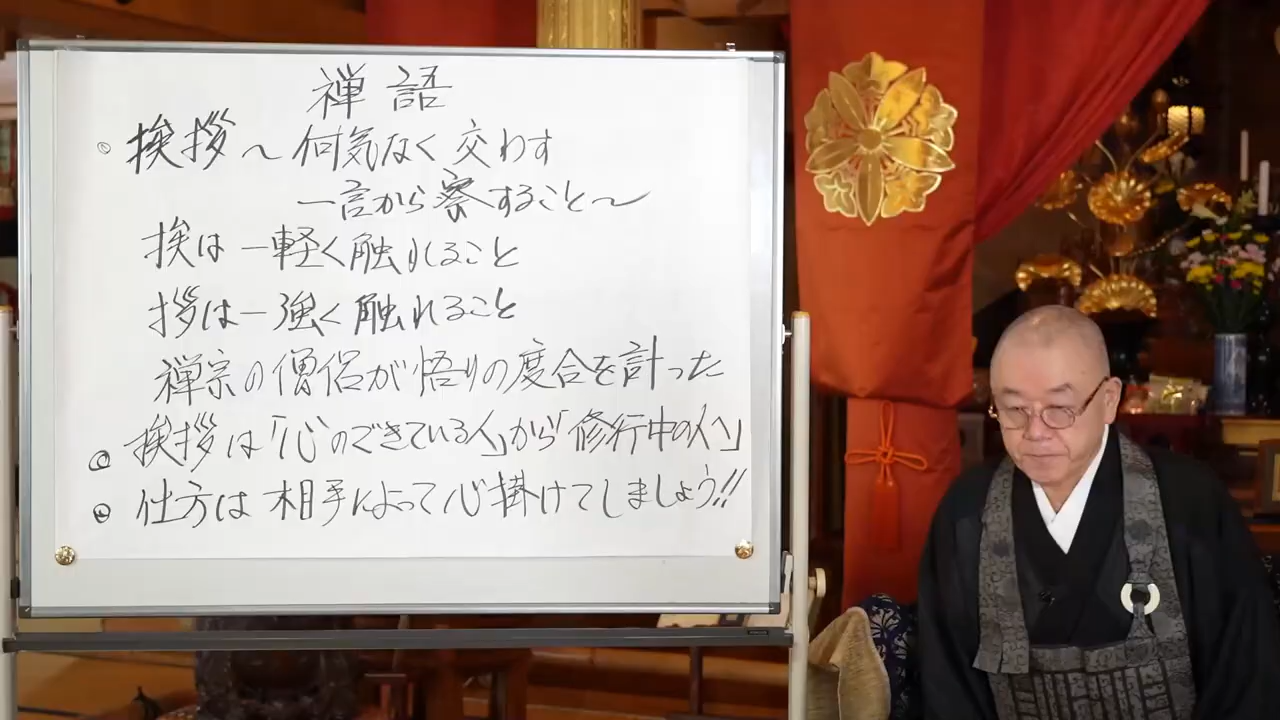 禅語
挨拶～何気なく交わす
一言から察すること～
挨は―軽く触れること
拶は―強く触れること
禅宗の僧侶が悟りの度合を計った
挨拶は「心のできている人」から「修行中の人へ」
仕方は相手によって心掛けてしましょう!!